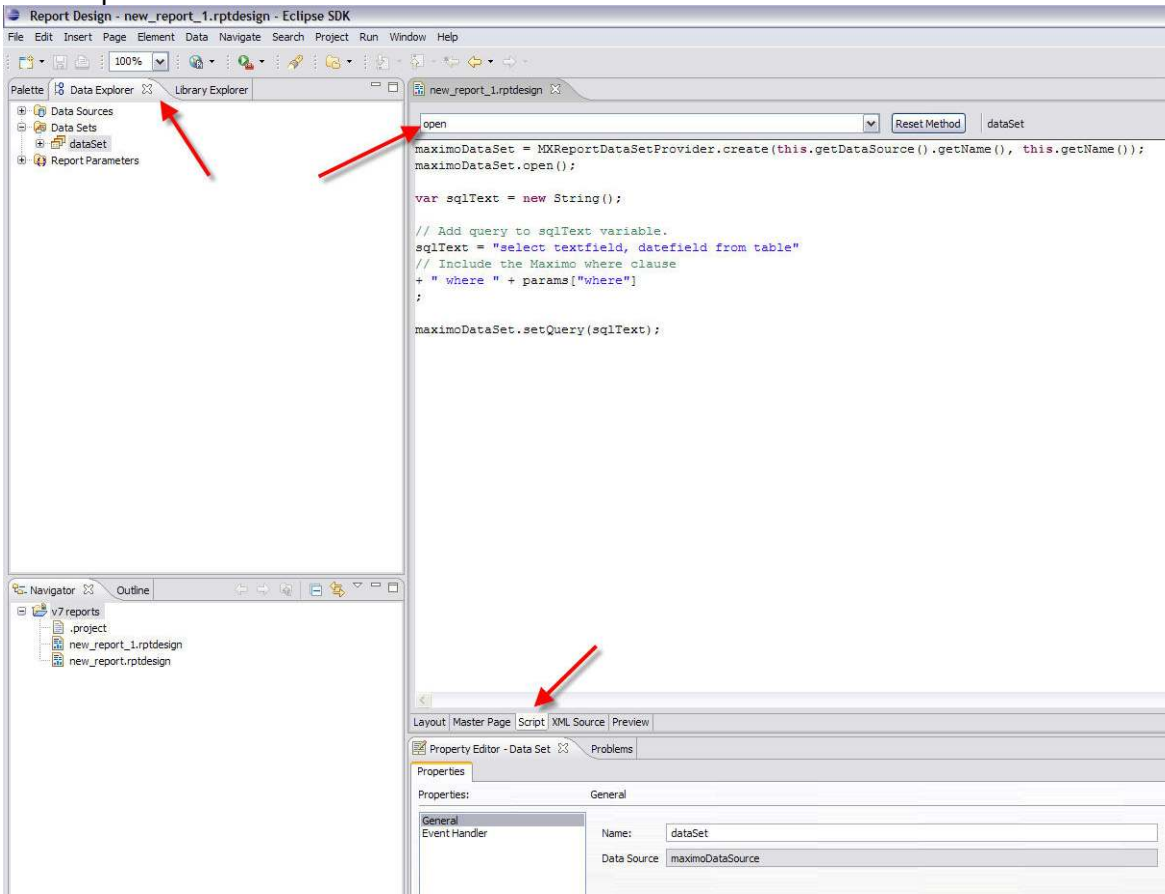 Report Design - new_report_1.rptdesign - Eclipse SDK
File Edit Insert Page Element Data Navigate Search Project Run Window Help
100%
Palette Data Explorer Library Explorer
Data Sources
Data Sets
dataSet
Report Parameters
new_report_1.rptdesign
open Reset Method dataSet
maximoDataSet = MXReportDataSetProvider.create(this.getDataSource().getName(), this.getName());
maximoDataSet.open();
var sqlText = new String();
// Add query to sqlText variable.
sqlText = "select textfield, datefield from table"
// Include the Maximo where clause
+ " where " + params["where"]
;
maximoDataSet.setQuery(sqlText);
Navigator Outline
v7 reports
.project
new_report_1.rptdesign
new_report.rptdesign
Layout Master Page Script XML Source Preview
Property Editor - Data Set Problems
Properties
Properties: General
General
Event Handler
Name: dataSet
Data Source maximoDataSource